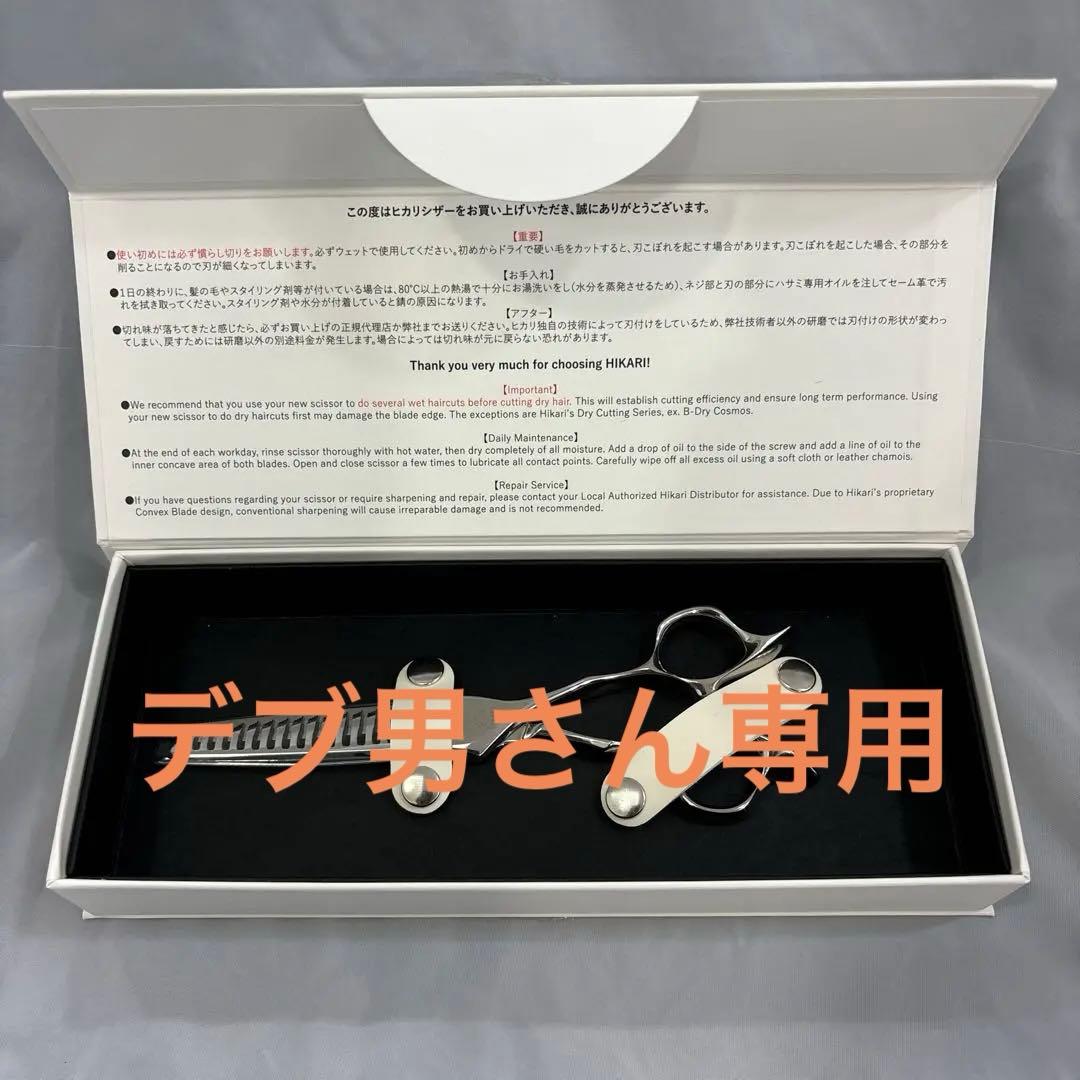 この度はヒカリシザーをお買い上げいただき、誠にありがとうございます。
【重要】
●使い初めには必ず慣らし切りをお願いします。必ずウェットで使用してください。初めからドライで硬い毛をカットすると、刃こぼれを起こす場合があります。刃こぼれを起こした場合、その部分を
削ることになるので刃が細くなってしまいます。
【お手入れ】
●1日の終わりに、髪の毛やスタイリング剤等が付いている場合は、80℃以上の熱湯で十分にお湯洗いをし(水分を蒸発させるため)、ネジ部と刃の部分にハサミ専用オイルを注してセーム革で汚
れを拭き取ってください。スタイリング剤や水分が付着していると錆の原因になります。
【アフター】
●切れ味が落ちてきたと感じたら、必ずお買い上げの正規代理店か弊社までお送りください。ヒカリ独自の技術によって刃付けをしているため、弊社技術者以外の研磨では刃付けの形状が変わっ
てしまい、戻すためには研磨以外の別途料金が発生します。場合によっては切れ味が元に戻らない恐れがあります。
Thank you very much for choosing HIKARI!
【Important】
●We recommend that you use your new scissor to do several wet haircuts before cutting dry hair. This will establish cutting efficiency and ensure long term performance. Using
your new scissor to do dry haircuts first may damage the blade edge. The exceptions are Hikari's Dry Cutting Series, ex. B-Dry Cosmos.
【Daily Maintenance】
●At the end of each workday, rinse scissor thoroughly with hot water, then dry completely of all moisture. Add a drop of oil to the side of the screw and add a line of oil to the
inner concave area of both blades. Open and close scissor a few times to lubricate all contact points. Carefully wipe off all excess oil using a soft cloth or leather chamois.
【Repair Service】
●If you have questions regarding your scissor or require sharpening and repair, please contact your Local Authorized Hikari Distributor for assistance. Due to Hikari's proprietary
Convex Blade design, conventional sharpening will cause irreparable damage and is not recommended.
デブ男さん専用